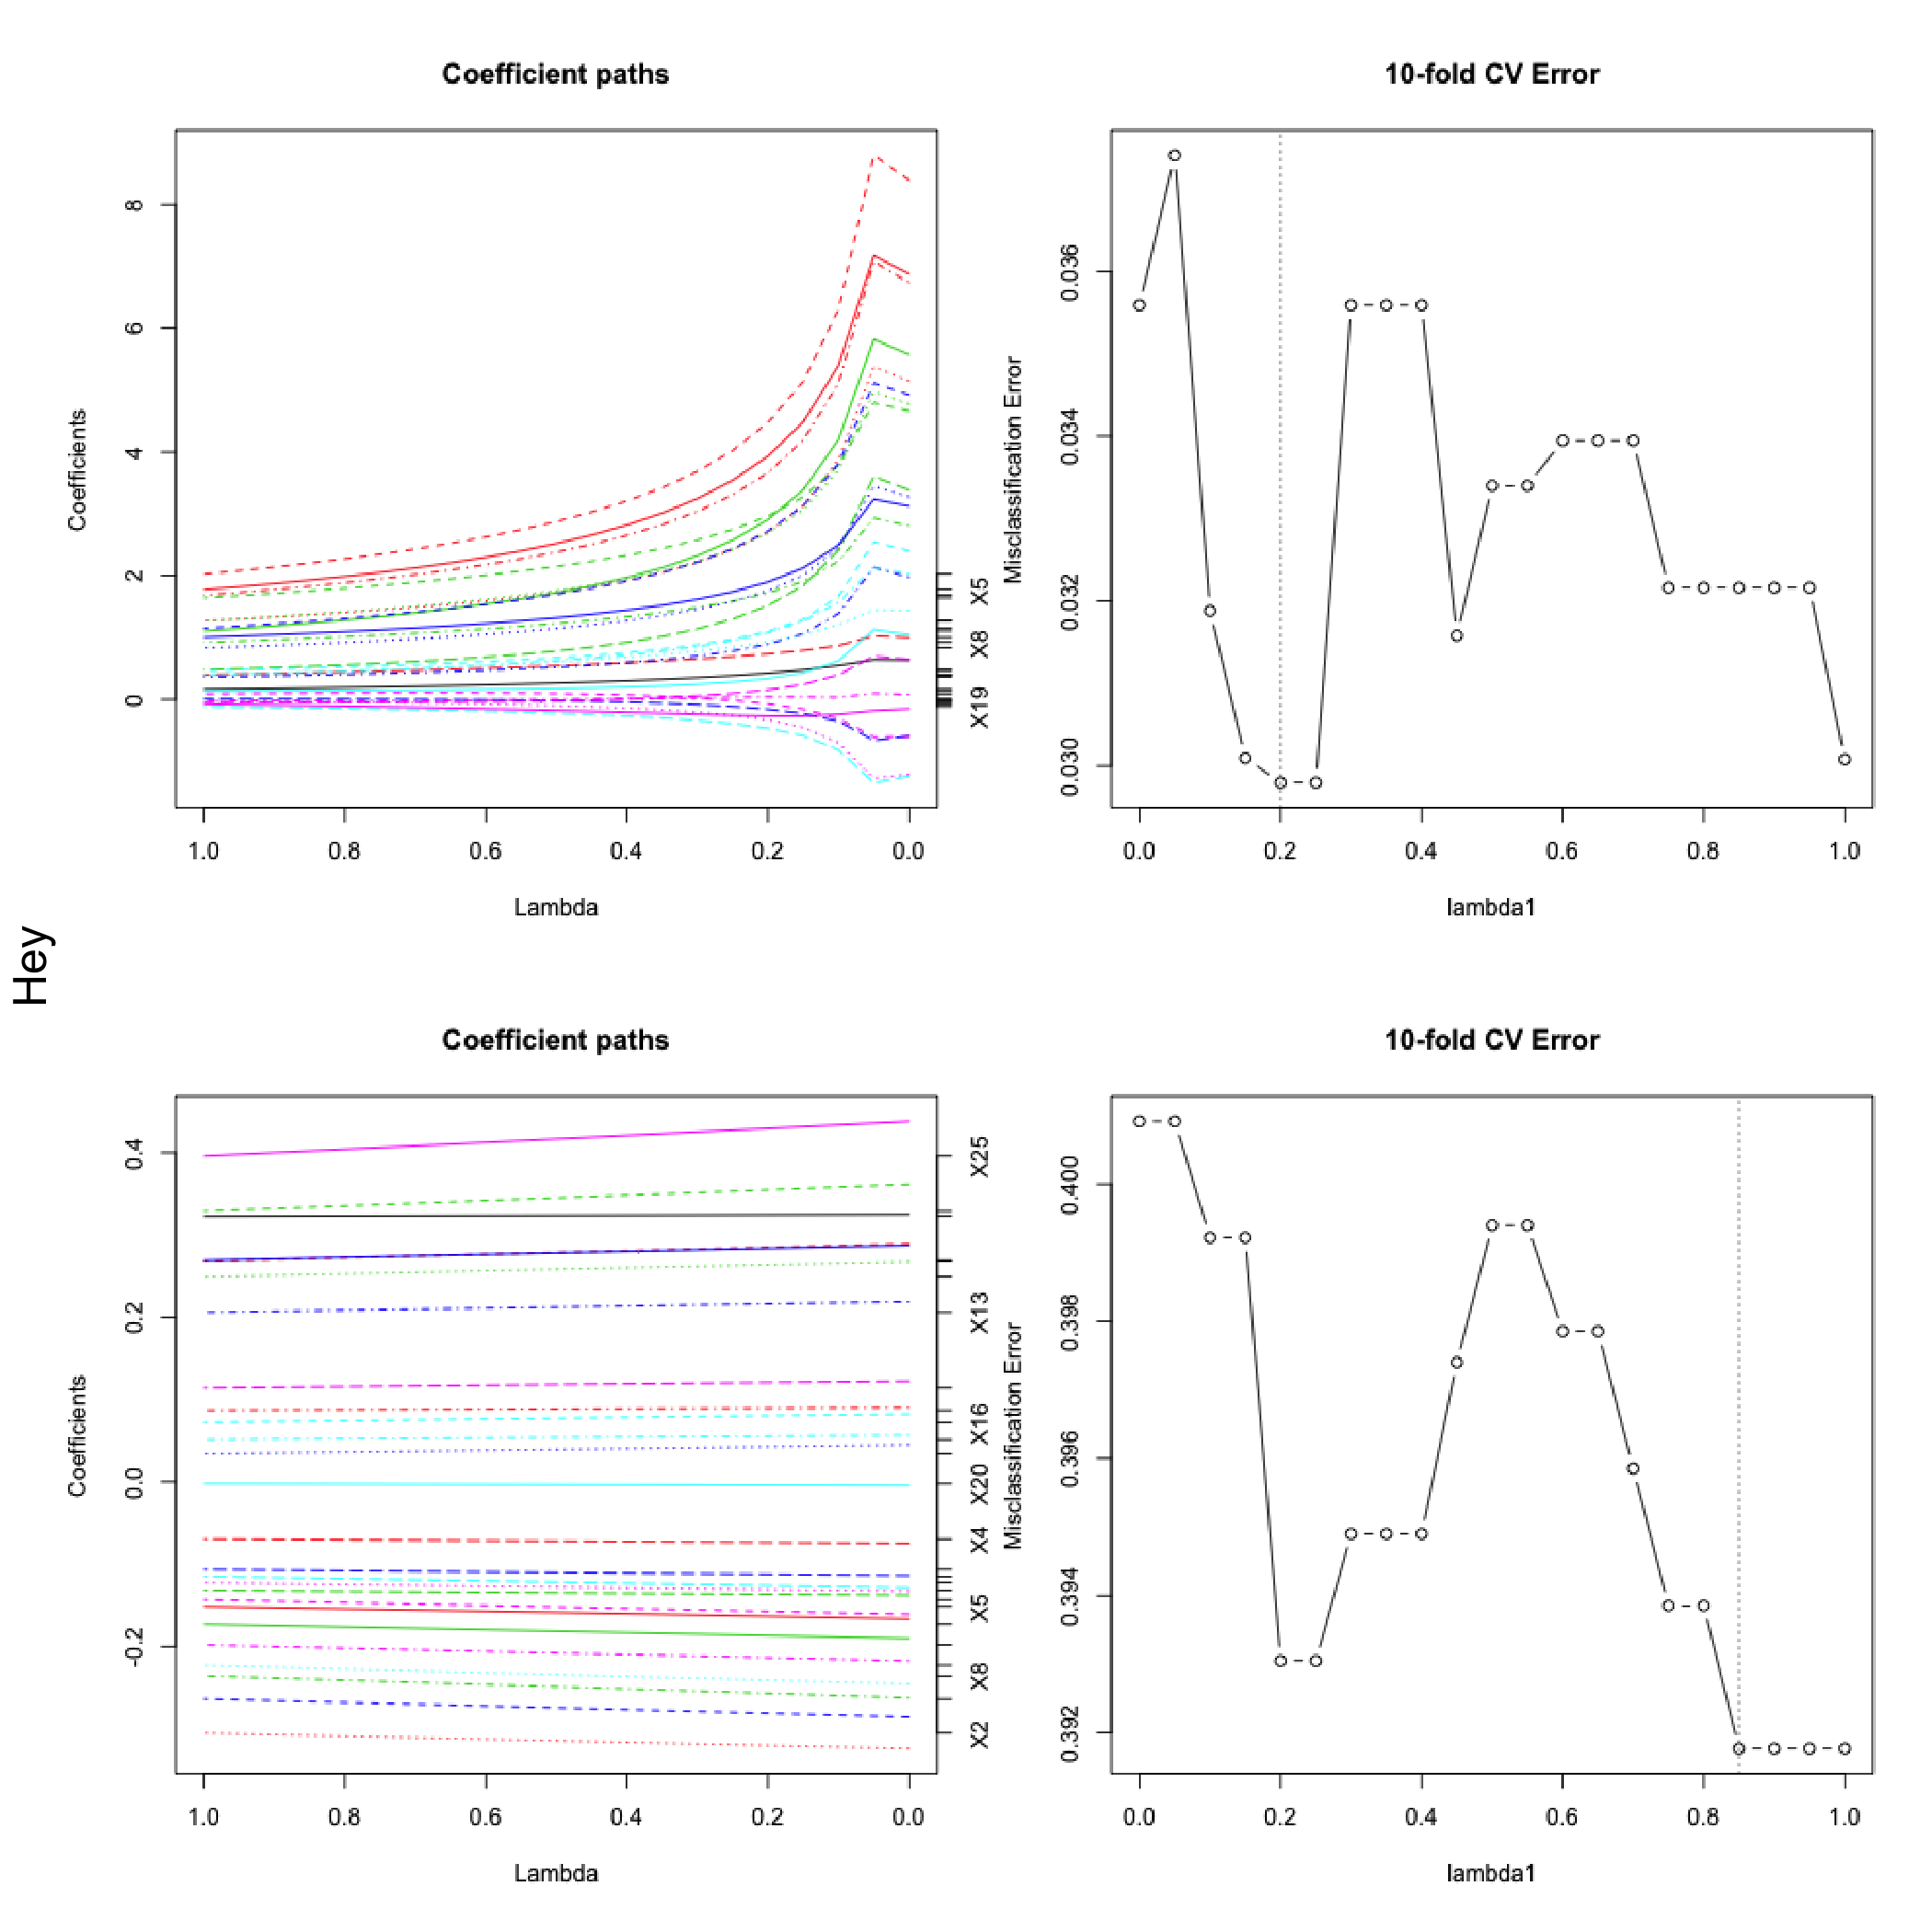 Hey
Coefficient paths
Coefficients
8
6
4
2
0
X5
X8
X19
1.0 0.8 0.6 0.4 0.2 0.0
Lambda
10-fold CV Error
Misclassification Error
0.036
0.034
0.032
0.030
0.0 0.2 0.4 0.6 0.8 1.0
lambda1
Coefficient paths
Coefficients
0.4
0.2
0.0
-0.2
X25
X13
X16
X20
X4
X5
X8
X2
1.0 0.8 0.6 0.4 0.2 0.0
Lambda
10-fold CV Error
Misclassification Error
0.400
0.398
0.396
0.394
0.392
0.0 0.2 0.4 0.6 0.8 1.0
lambda1